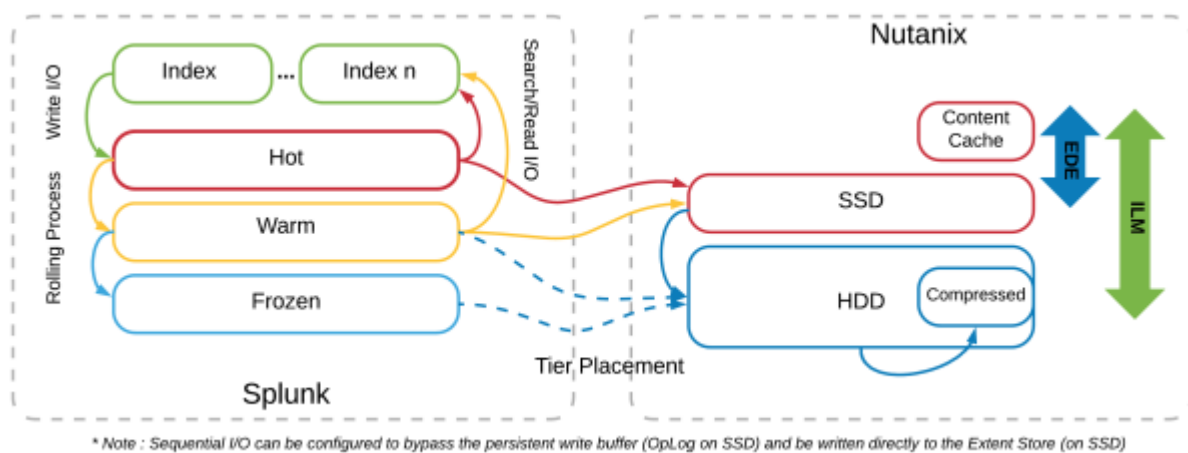 Nutanix
Index
...
Index n
Write I/O
Search/Read I/O
Content
Cache
EDE
ILM
Hot
SSD
Warm
Rolling Process
Frozen
HDD
Compressed
Tier Placement
Splunk
* Note : Sequential I/O can be configured to bypass the persistent write buffer (OpLog on SSD) and be written directly to the Extent Store (on SSD)